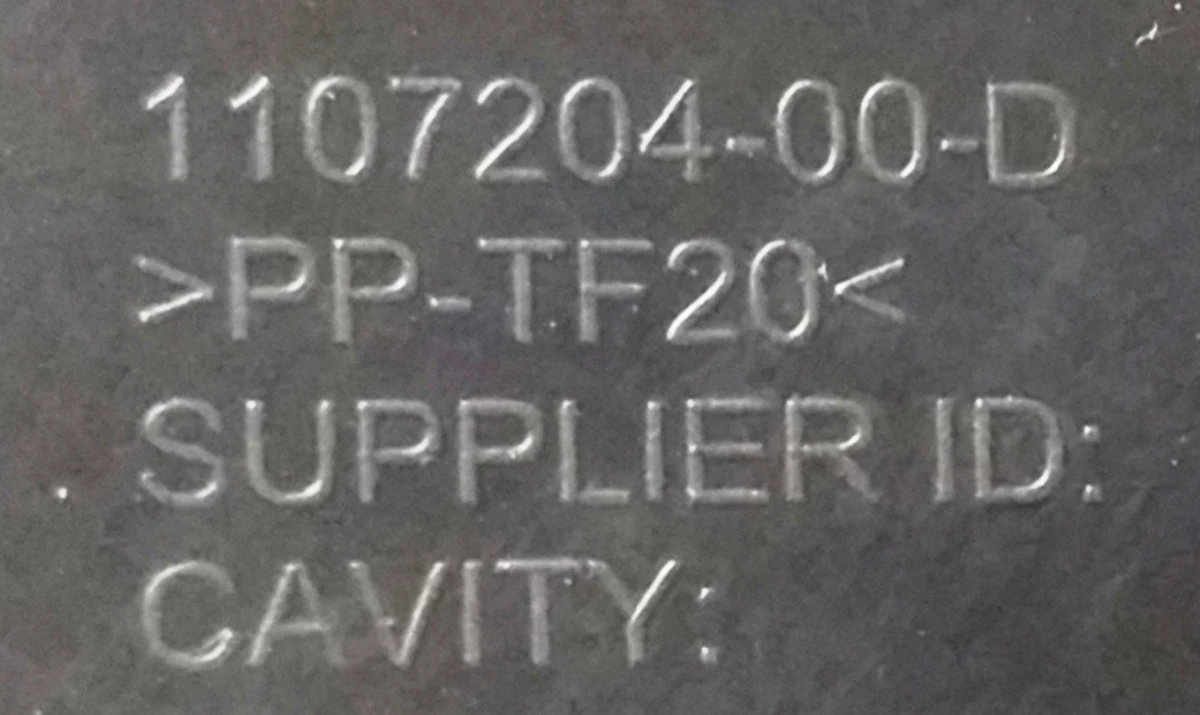 1107204-00-D
>PP-TF20<
SUPPLIER ID:
CAVITY: